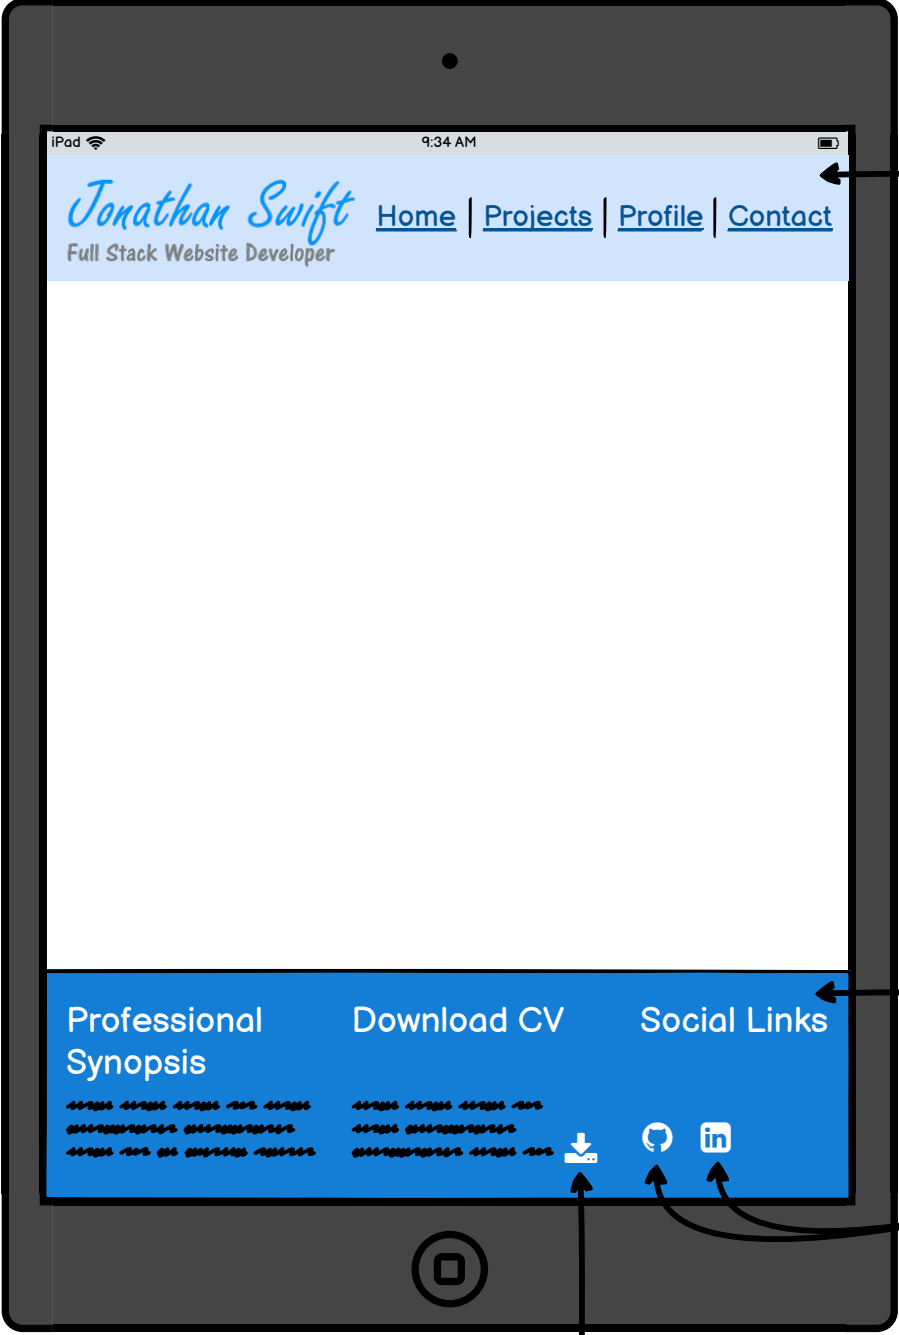 iPad 9:34 AM
Jonathan Swift
Full Stack Website Developer
Home | Projects | Profile | Contact
Professional
Synopsis
Download CV
Social Links
in